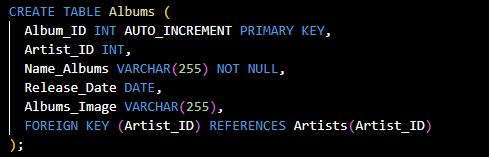 CREATE TABLE Albums (
Album_ID INT AUTO_INCREMENT PRIMARY KEY,
Artist_ID INT,
Name_Albums VARCHAR(255) NOT NULL,
Release_Date DATE,
Albums_Image VARCHAR(255),
FOREIGN KEY (Artist_ID) REFERENCES Artists(Artist_ID)
);